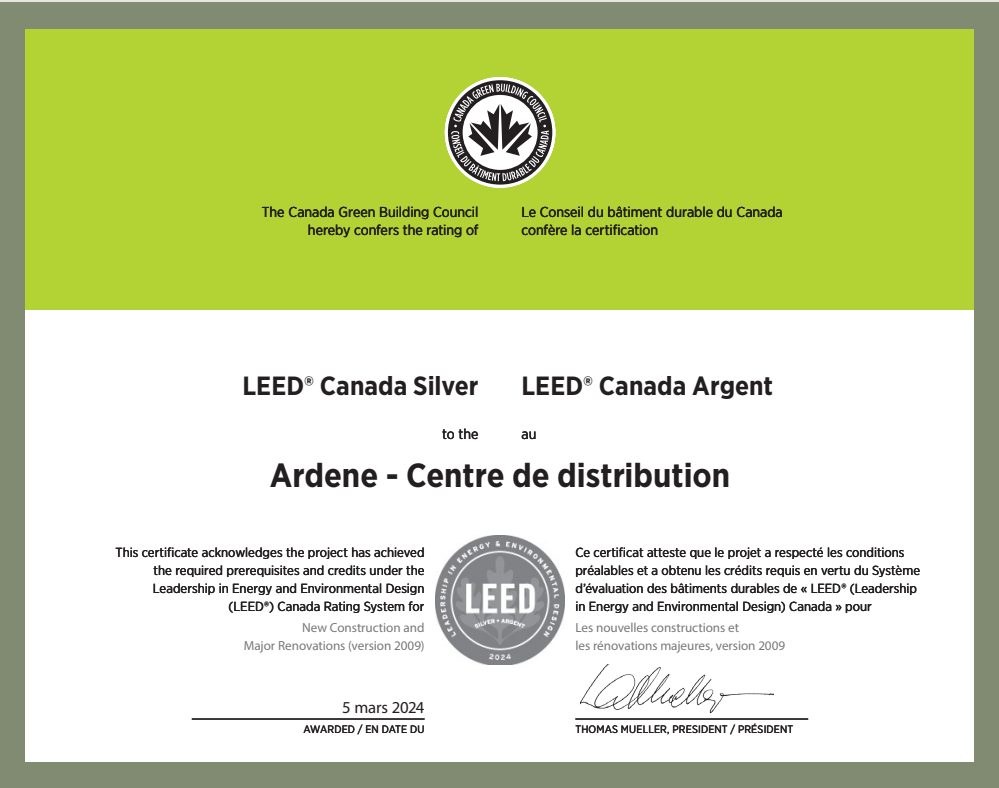 CANADA GREEN BUILDING COUNCIL
CONSEIL DU BÂTIMENT DURABLE DU CANADA
The Canada Green Building Council
hereby confers the rating of
Le Conseil du bâtiment durable du Canada
confère la certification
LEED® Canada Silver
LEED® Canada Argent
to the
au
Ardene - Centre de distribution
This certificate acknowledges the project has achieved
the required prerequisites and credits under the
Leadership in Energy and Environmental Design
(LEED®) Canada Rating System for
New Construction and
Major Renovations (version 2009)
LEADERSHIP IN ENERGY & ENVIRONMENTAL DESIGN
LEED
SILVER • ARGENT
2024
Ce certificat atteste que le projet a respecté les conditions
préalables et a obtenu les crédits requis en vertu du Système
d'évaluation des bâtiments durables de « LEED® (Leadership
in Energy and Environmental Design) Canada » pour
Les nouvelles constructions et
les rénovations majeures, version 2009
5 mars 2024
AWARDED / EN DATE DU
THOMAS MUELLER, PRESIDENT / PRÉSIDENT